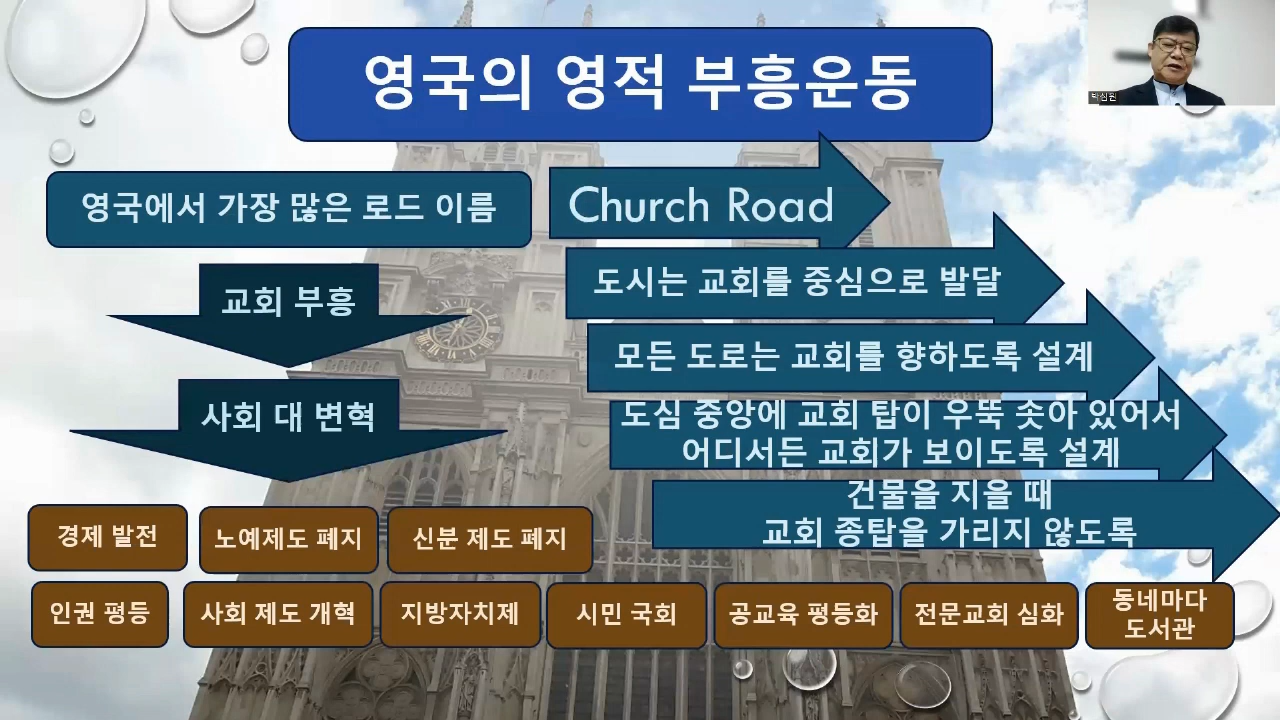 영국의 영적 부흥운동
박심원
영국에서 가장 많은 로드 이름
Church Road
도시는 교회를 중심으로 발달
교회 부흥
모든 도로는 교회를 향하도록 설계
사회 대 변혁
도심 중앙에 교회 탑이 우뚝 솟아 있어서
어디서든 교회가 보이도록 설계
건물을 지을 때
교회 종탑을 가리지 않도록
경제 발전
노예제도 폐지
신분 제도 폐지
인권 평등
사회 제도 개혁
지방자치제
시민 국회
공교육 평등화
전문교회 심화
동네마다
도서관